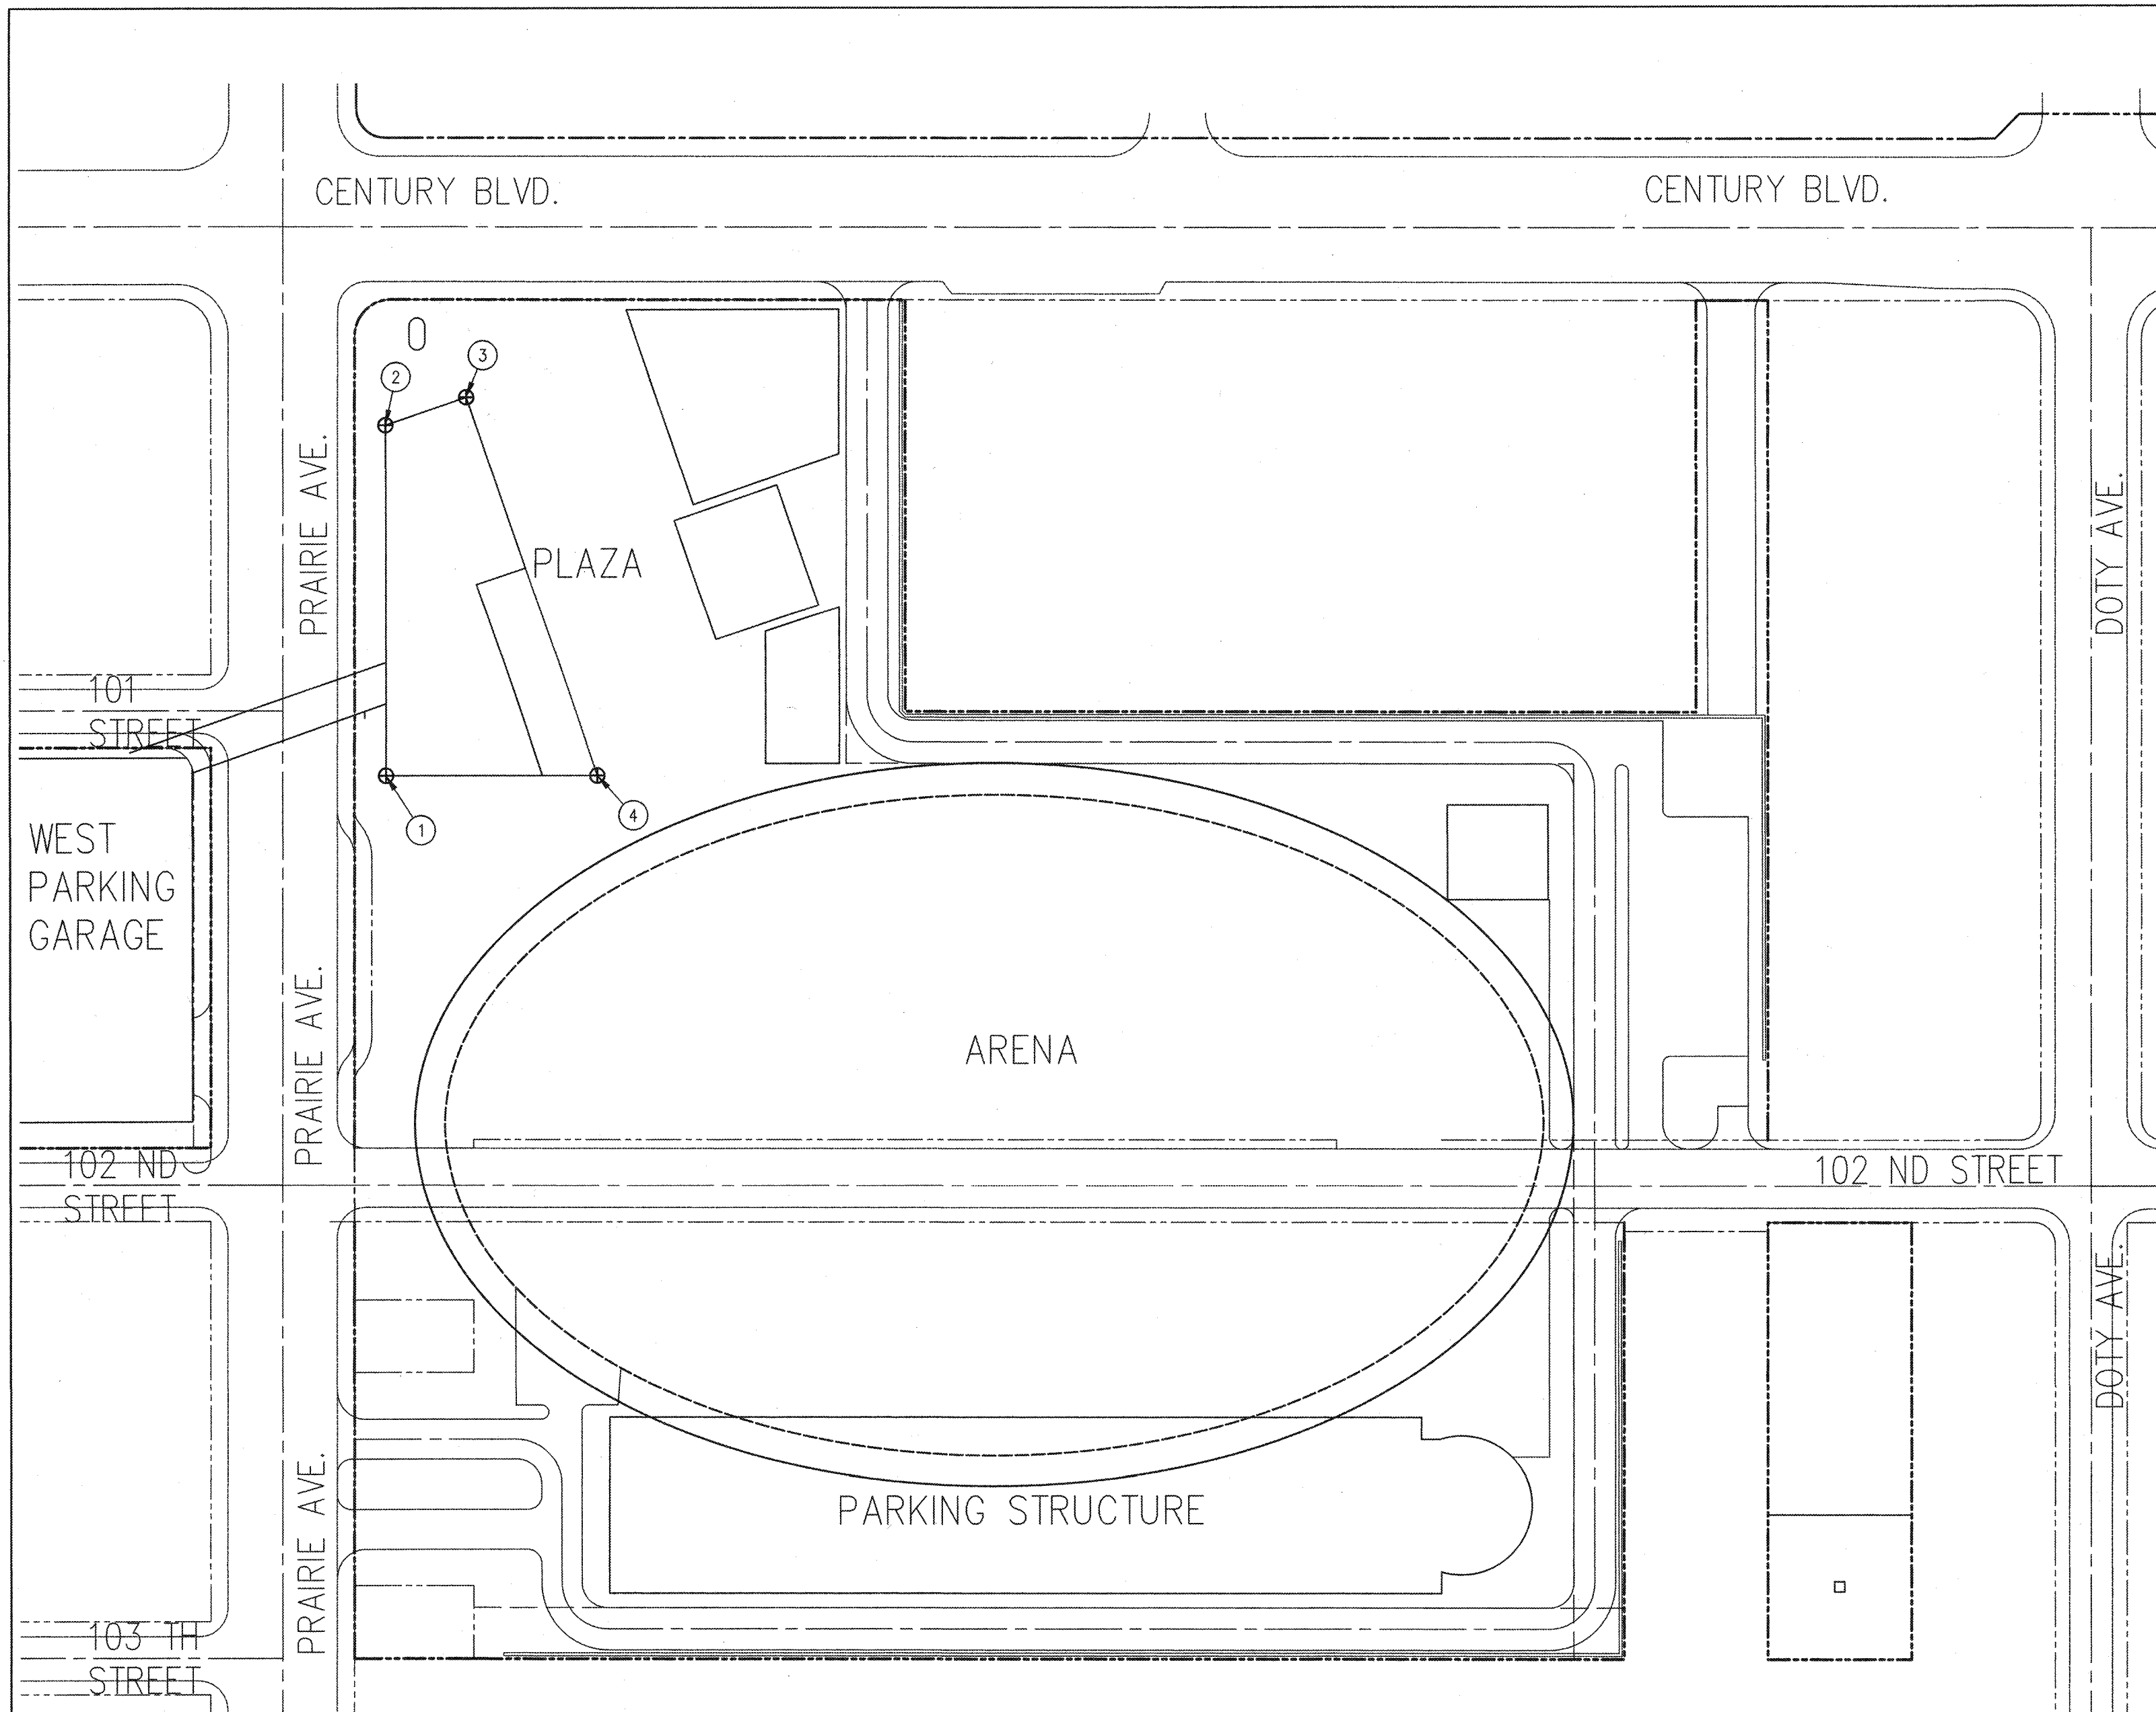 CENTURY BLVD.
CENTURY BLVD.
3
2
PRAIRIE AVE.
PLAZA
DOTY AVE.
101
STREET
1
4
WEST
PARKING
GARAGE
PRAIRIE AVE.
ARENA
102 ND
STREET
102 ND STREET
DOTY AVE.
PRAIRIE AVE.
PARKING STRUCTURE
103 TH
STREET